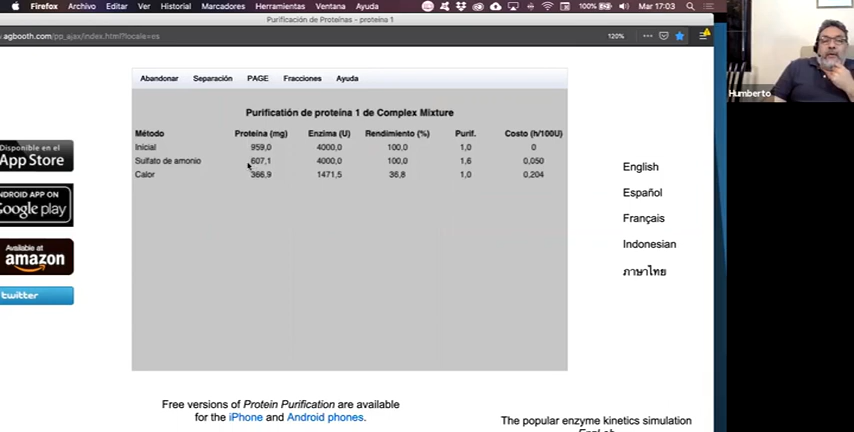 Firefox Archivo Editar Ver Historial Marcadores Herramientas Ventana Ayuda 100% Mar 17:03
Purificación de Proteínas - proteína 1
.agbooth.com/pp_ajax/index.html?locale=es 120%
Humberto
Abandonar Separación PAGE Fracciones Ayuda
Purificatión de proteína 1 de Complex Mixture
Método Proteína (mg) Enzima (U) Rendimiento (%) Purif. Costo (h/100U)
Inicial 959,0 4000,0 100,0 1,0 0
Sulfato de amonio 607,1 4000,0 100,0 1,6 0,050
Calor 366,9 1471,5 36,8 1,0 0,204
Disponible en el
App Store
ANDROID APP ON
Google play
Available at
amazon
twitter
English
Español
Français
Indonesian
ภาษาไทย
Free versions of Protein Purification are available
for the iPhone and Android phones.
The popular enzyme kinetics simulation